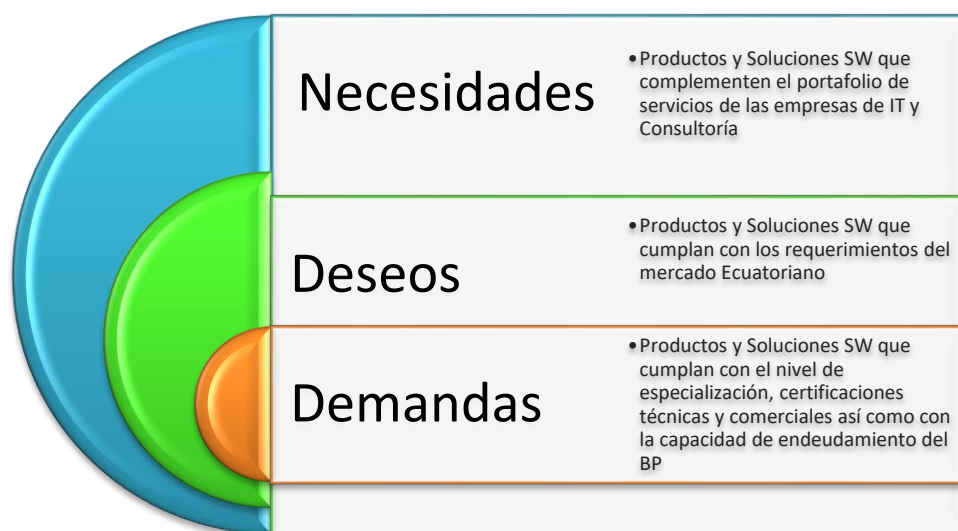 Necesidades
•Productos y Soluciones SW que
complementen el portafolio de
servicios de las empresas de IT y
Consultoría
Deseos
•Productos y Soluciones SW que
cumplan con los requerimientos del
mercado Ecuatoriano
Demandas
•Productos y Soluciones SW que
cumplan con el nivel de
especialización, certificaciones
técnicas y comerciales así como con
la capacidad de endeudamiento del
BP